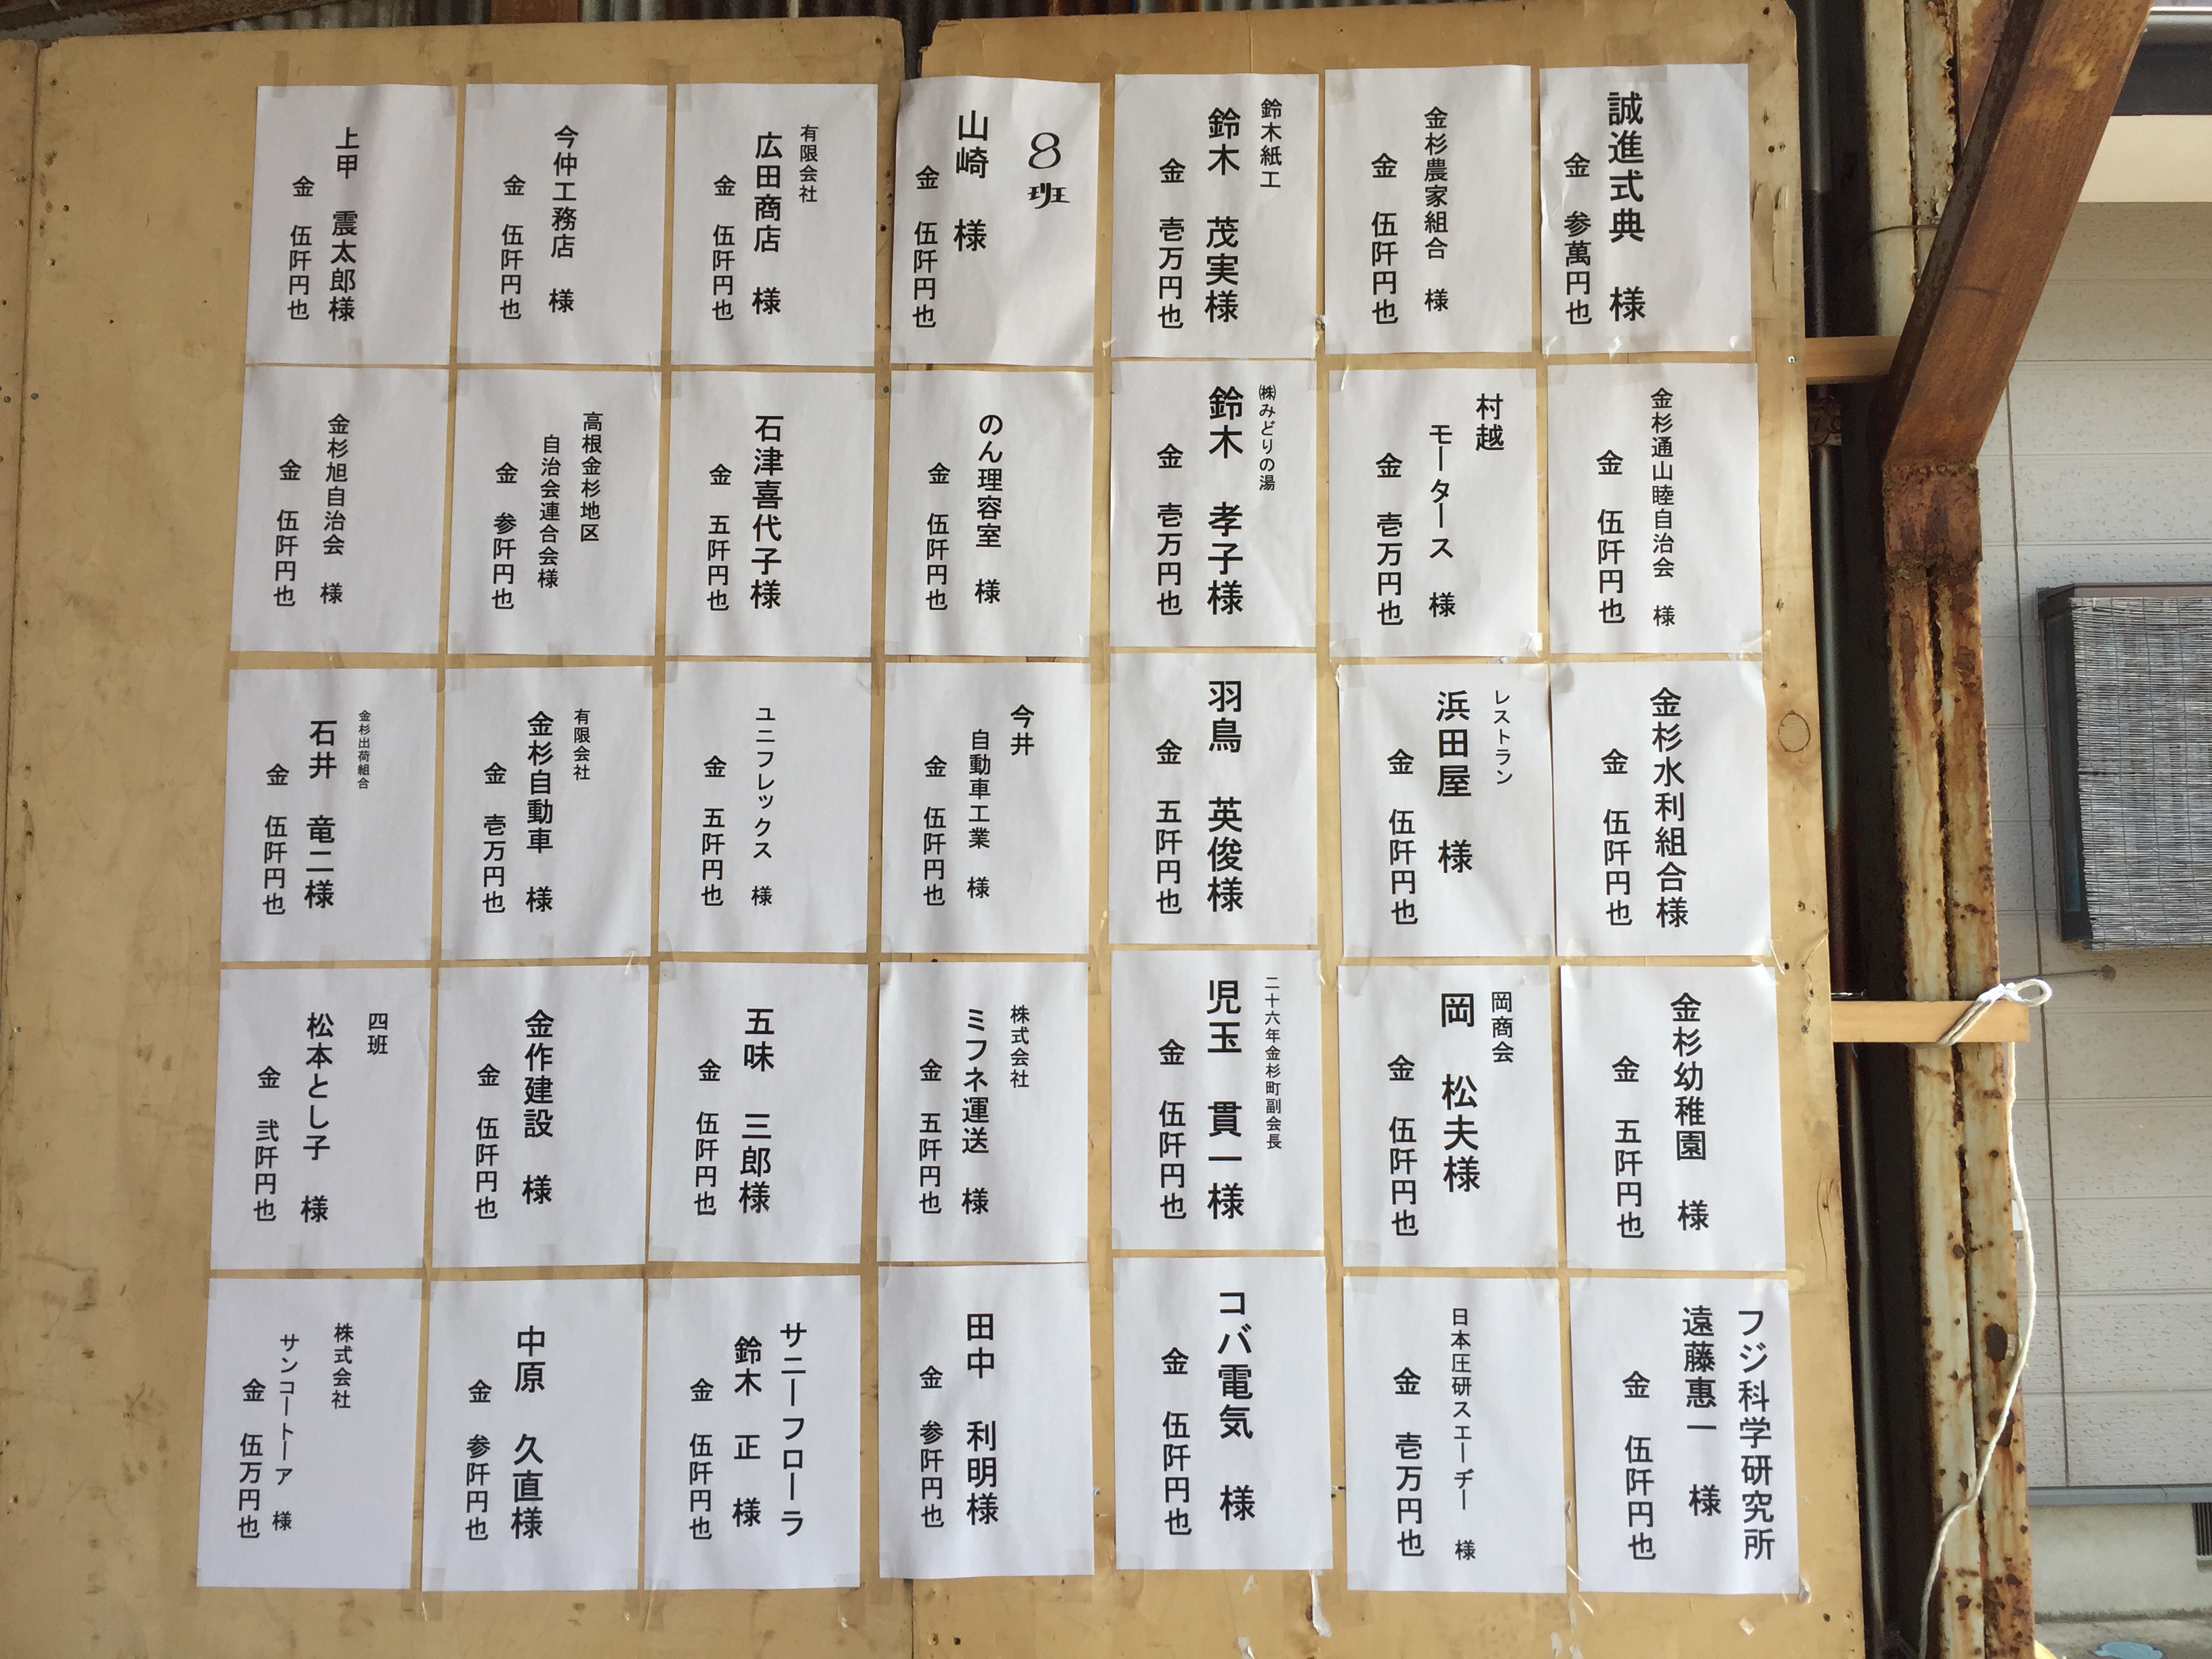 誠進式典 様
金 参萬円也
金杉農家組合 様
金 伍阡円也
鈴木紙工
鈴木 茂実様
金 壱万円也
8班
山崎 様
金 伍阡円也
有限会社
広田商店 様
金 伍阡円也
今仲工務店 様
金 伍阡円也
上甲 震太郎様
金 伍阡円也
金杉通山睦自治会 様
金 伍阡円也
村越
モータース 様
金 壱万円也
㈱みどりの湯
鈴木 孝子様
金 壱万円也
のん理容室 様
金 伍阡円也
石津喜代子様
金 五阡円也
高根金杉地区
自治会連合会様
金 参阡円也
金杉旭自治会 様
金 伍阡円也
金杉水利組合様
金 伍阡円也
レストラン
浜田屋 様
金 伍阡円也
羽鳥 英俊様
金 五阡円也
今井
自動車工業 様
金 伍阡円也
ユニフレックス 様
金 五阡円也
有限会社
金杉自動車 様
金 壱万円也
金杉出荷組合
石井 竜二様
金 伍阡円也
金杉幼稚園 様
金 五阡円也
岡商会
岡 松夫様
金 伍阡円也
二十六年金杉町副会長
児玉 貫一様
金 伍阡円也
株式会社
ミフネ運送 様
金 五阡円也
五味 三郎様
金 伍阡円也
金作建設 様
金 伍阡円也
四班
松本とし子 様
金 弐阡円也
フジ科学研究所
遠藤惠一 様
金 伍阡円也
日本圧研スエーヂー 様
金 壱万円也
コバ電気 様
金 伍阡円也
田中 利明様
金 参阡円也
サニーフローラ
鈴木 正 様
金 伍阡円也
中原 久直様
金 参阡円也
株式会社
サンコートーア 様
金 伍万円也